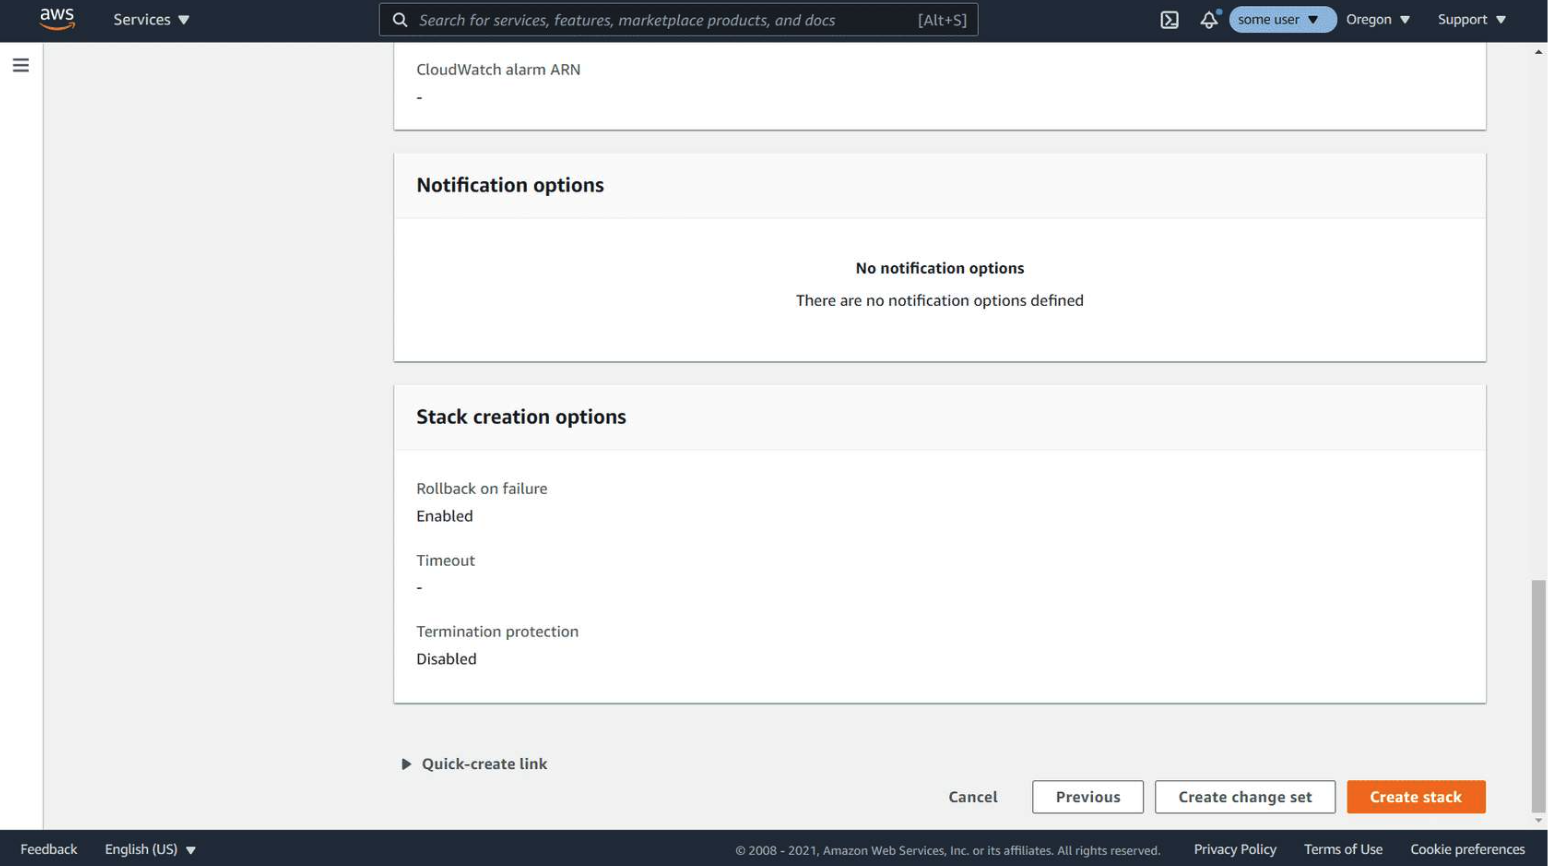 aws
Services
Search for services, features, marketplace products, and docs [Alt+S]
some user
Oregon
Support
CloudWatch alarm ARN
-
Notification options
No notification options
There are no notification options defined
Stack creation options
Rollback on failure
Enabled
Timeout
-
Termination protection
Disabled
Quick-create link
Cancel
Previous
Create change set
Create stack
Feedback
English (US)
© 2008 - 2021, Amazon Web Services, Inc. or its affiliates. All rights reserved.
Privacy Policy
Terms of Use
Cookie preferences